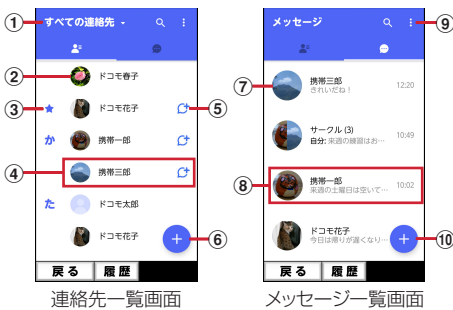 ① すべての連絡先
② ドコモ春子
③ ★ ドコモ花子 ⑤
か 携帯一郎
④ 携帯三郎
た ドコモ太郎
ドコモ花子 + ⑥
戻る 履歴
連絡先一覧画面
メッセージ ⑨
⑦ 携帯三郎 12:20
きれいだね！
サークル (3) 10:49
自分: 来週の練習はお…
⑧ 携帯一郎 10:02
来週の土曜日は空いて…
ドコモ花子
今日は帰りが遅くなり… + ⑩
戻る 履歴
メッセージ一覧画面